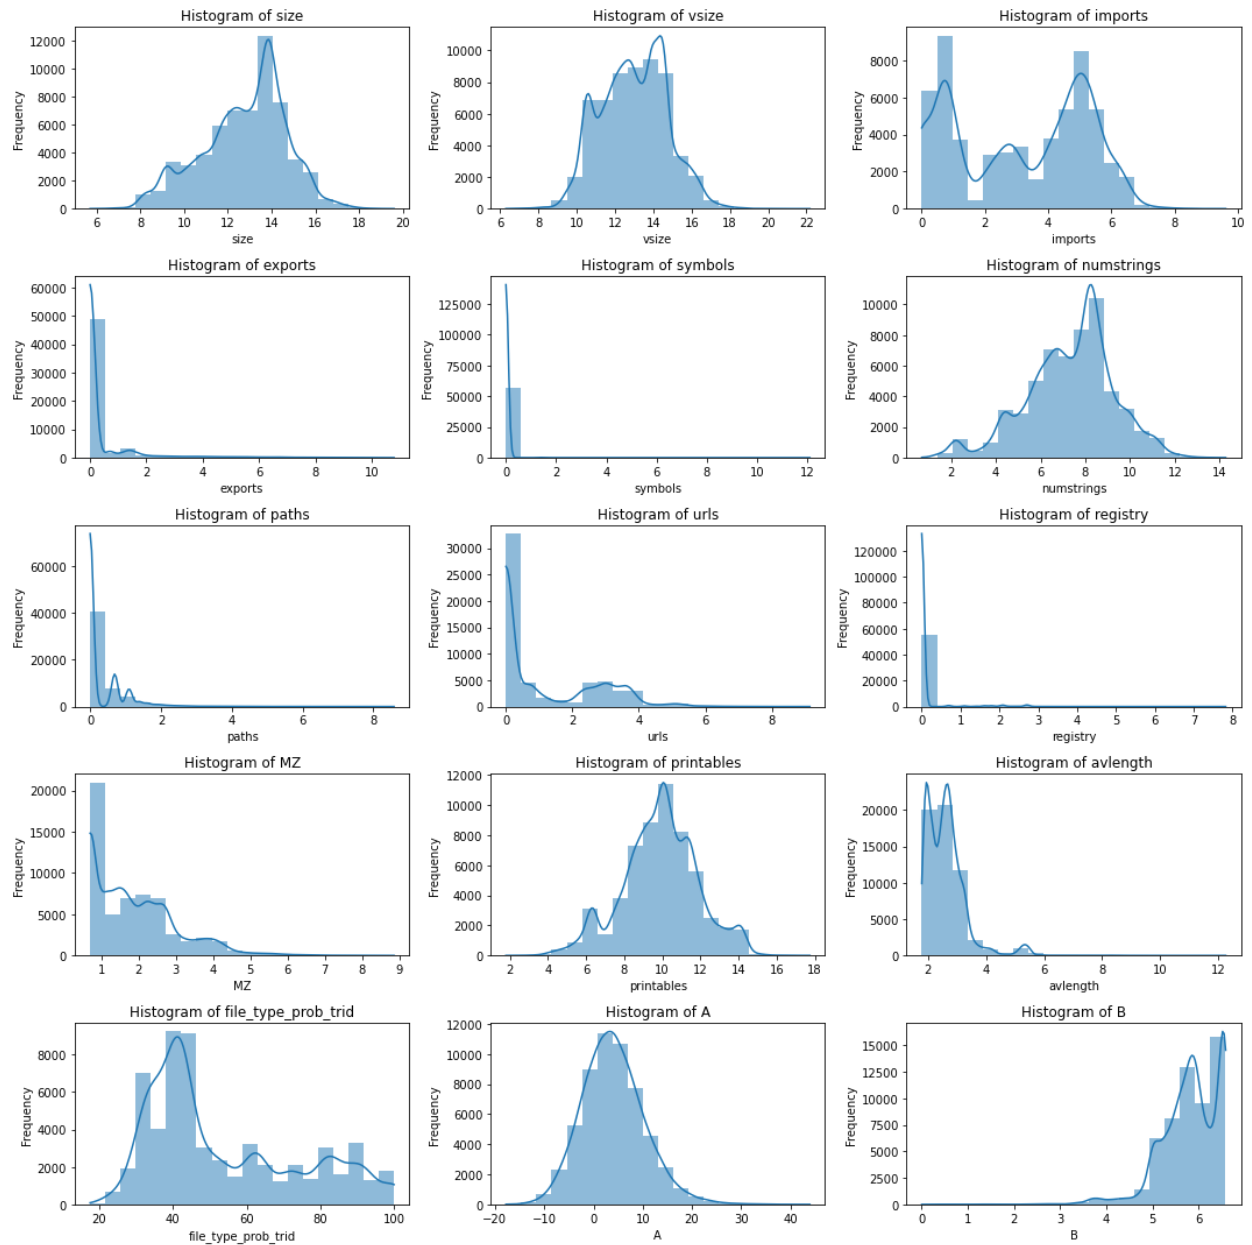 Histogram of size
Frequency
12000
10000
8000
6000
4000
2000
0
6 8 10 12 14 16 18 20
size
Histogram of vsize
Frequency
10000
8000
6000
4000
2000
0
6 8 10 12 14 16 18 20 22
vsize
Histogram of imports
Frequency
8000
6000
4000
2000
0
0 2 4 6 8 10
imports
Histogram of exports
Frequency
60000
50000
40000
30000
20000
10000
0
0 2 4 6 8 10
exports
Histogram of symbols
Frequency
125000
100000
75000
50000
25000
0
0 2 4 6 8 10 12
symbols
Histogram of numstrings
Frequency
10000
8000
6000
4000
2000
0
2 4 6 8 10 12 14
numstrings
Histogram of paths
Frequency
60000
40000
20000
0
0 2 4 6 8
paths
Histogram of urls
Frequency
30000
25000
20000
15000
10000
5000
0
0 2 4 6 8
urls
Histogram of registry
Frequency
120000
100000
80000
60000
40000
20000
0
0 1 2 3 4 5 6 7 8
registry
Histogram of MZ
Frequency
20000
15000
10000
5000
0
1 2 3 4 5 6 7 8 9
MZ
Histogram of printables
Frequency
12000
10000
8000
6000
4000
2000
0
2 4 6 8 10 12 14 16 18
printables
Histogram of avlength
Frequency
20000
15000
10000
5000
0
2 4 6 8 10 12
avlength
Histogram of file_type_prob_trid
Frequency
8000
6000
4000
2000
0
20 40 60 80 100
file_type_prob_trid
Histogram of A
Frequency
12000
10000
8000
6000
4000
2000
0
−20 −10 0 10 20 30 40
A
Histogram of B
Frequency
15000
12500
10000
7500
5000
2500
0
0 1 2 3 4 5 6
B